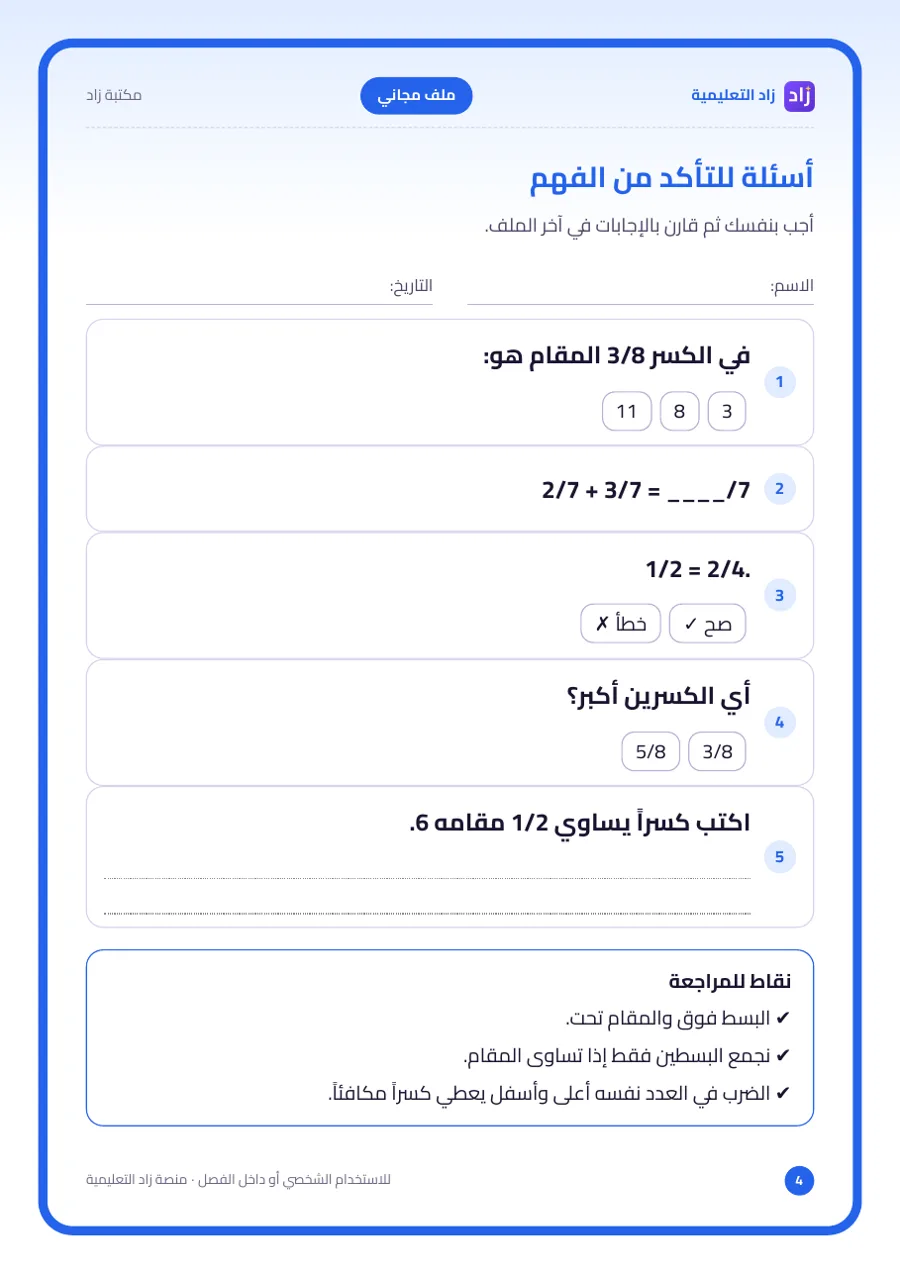 زاد زاد التعليمية
ملف مجاني
مكتبة زاد
أسئلة للتأكد من الفهم
أجب بنفسك ثم قارن بالإجابات في آخر الملف.
الاسم:
التاريخ:
1
في الكسر 3/8 المقام هو:
3
8
11
2
2/7 + 3/7 = ____/7
3
1/2 = 2/4.
صح ✓
خطأ ✗
4
أي الكسرين أكبر؟
3/8
5/8
5
اكتب كسراً يساوي 1/2 مقامه 6.
نقاط للمراجعة
✔ البسط فوق والمقام تحت.
✔ نجمع البسطين فقط إذا تساوى المقام.
✔ الضرب في العدد نفسه أعلى وأسفل يعطي كسراً مكافئاً.
4
للاستخدام الشخصي أو داخل الفصل · منصة زاد التعليمية